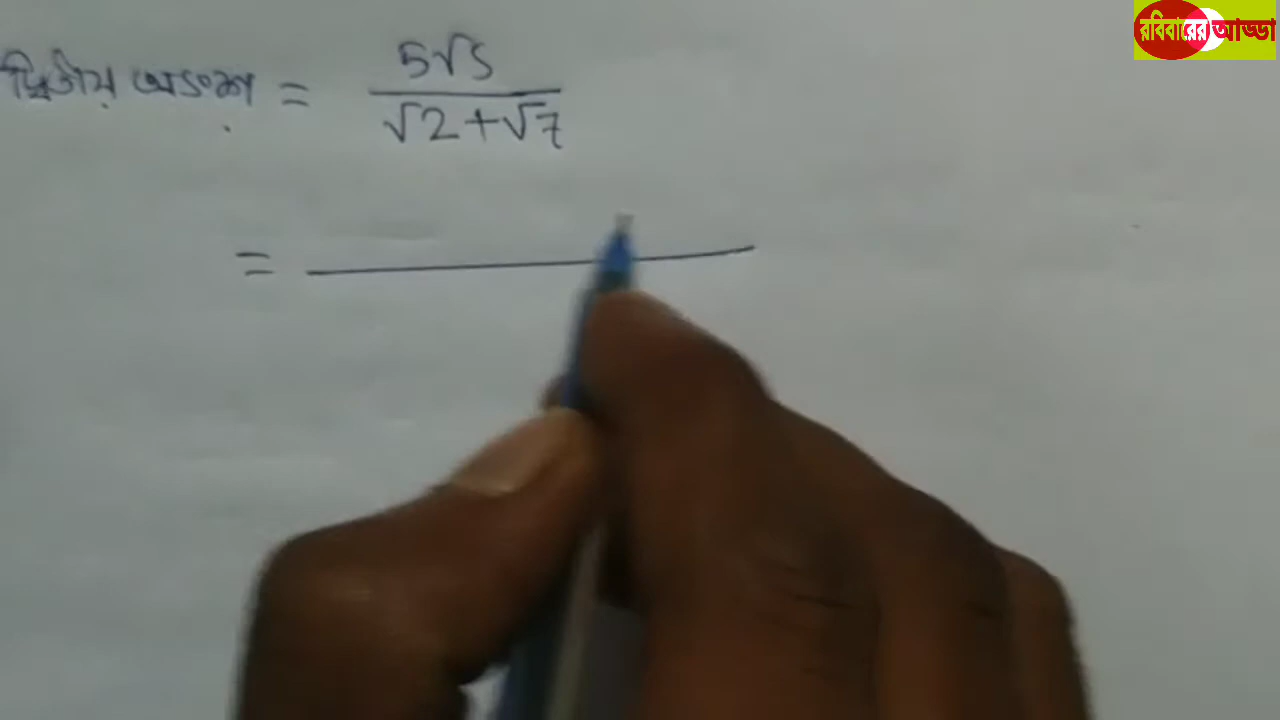 রবিবারের আড্ডা
দ্বিতীয় অংশ = 5√5 / √2+√7
=